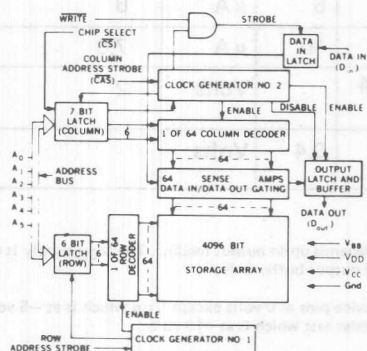 WRITE
STROBE
CHIP SELECT
(CS)
DATA
IN
LATCH
COLUMN
ADDRESS STROBE
(CAS)
DATA IN
(Din)
CLOCK GENERATOR NO 2
7 BIT
LATCH
(COLUMN)
ENABLE
DISABLE
ENABLE
6
1 OF 64 COLUMN DECODER
64
A0
A1
A2
A3
A4
A5
ADDRESS
BUS
64 SENSE AMPS
DATA IN/DATA OUT GATING
OUTPUT
LATCH AND
BUFFER
64
DATA OUT
(Dout)
6 BIT
LATCH
(ROW)
6
1 OF 64
ROW
DECODER
64
4096 BIT
STORAGE ARRAY
VBB
VDD
VCC
Gnd
ENABLE
ROW
ADDRESS STROBE
CLOCK GENERATOR NO 1